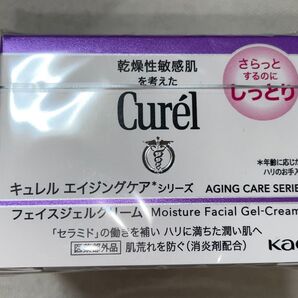 乾燥性敏感肌
を考えた
Curél
さらっと
するのに
しっとり
*年齢に応じた
ハリのお手入
キュレル エイジングケア*シリーズ AGING CARE SERIE
フェイスジェルクリーム Moisture Facial Gel-Cream
「セラミド」の働きを補い ハリに満ちた潤い肌へ
医薬部外品 肌荒れを防ぐ(消炎剤配合)
Kao